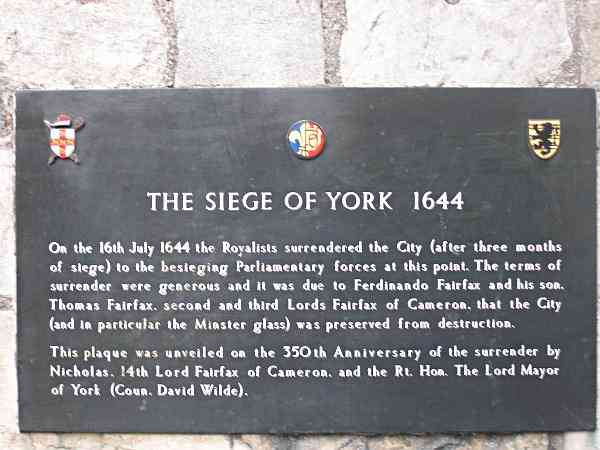 THE SIEGE OF YORK 1644
On the 16th July 1644 the Royalists surrendered the City (after three months
of siege) to the besieging Parliamentary forces at this point. The terms of
surrender were generous and it was due to Ferdinando Fairfax and his son,
Thomas Fairfax, second and third Lords Fairfax of Cameron, that the City
(and in particular the Minster glass) was preserved from destruction.
This plaque was unveiled on the 350th Anniversary of the surrender by
Nicholas, 14th Lord Fairfax of Cameron, and the Rt. Hon. The Lord Mayor
of York (Coun. David Wilde).